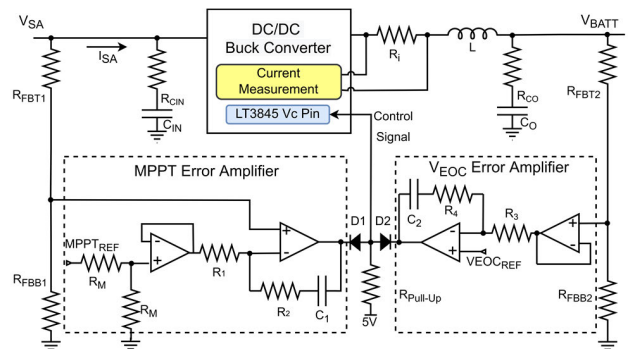 V_SA
DC/DC
Buck Converter
V_BATT
I_SA
R_i
L
Current
Measurement
LT3845 Vc Pin
R_FBT1
R_CIN
C_IN
Control
Signal
R_CO
C_O
R_FBT2
MPPT Error Amplifier
V_EOC Error Amplifier
C_2
R_4
R_3
D1
D2
MPPT_REF
VEOC_REF
R_M
R_1
R_FBB1
R_M
R_2
C_1
5V
R_Pull-Up
R_FBB2